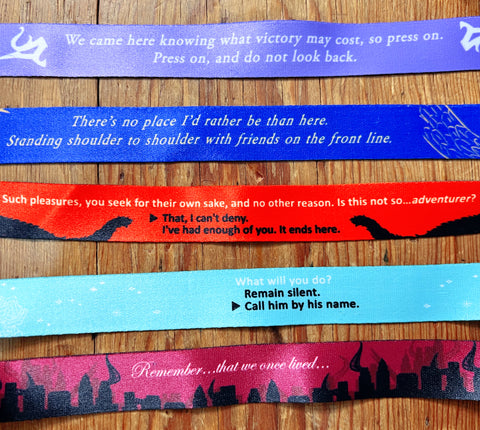 We came here knowing what victory may cost, so press on.
Press on, and do not look back.
There's no place I'd rather be than here.
Standing shoulder to shoulder with friends on the front line.
Such pleasures, you seek for their own sake, and no other reason. Is this not so...adventurer?
▶ That, I can't deny.
I've had enough of you. It ends here.
What will you do?
Remain silent.
▶ Call him by his name.
Remember...that we once lived...